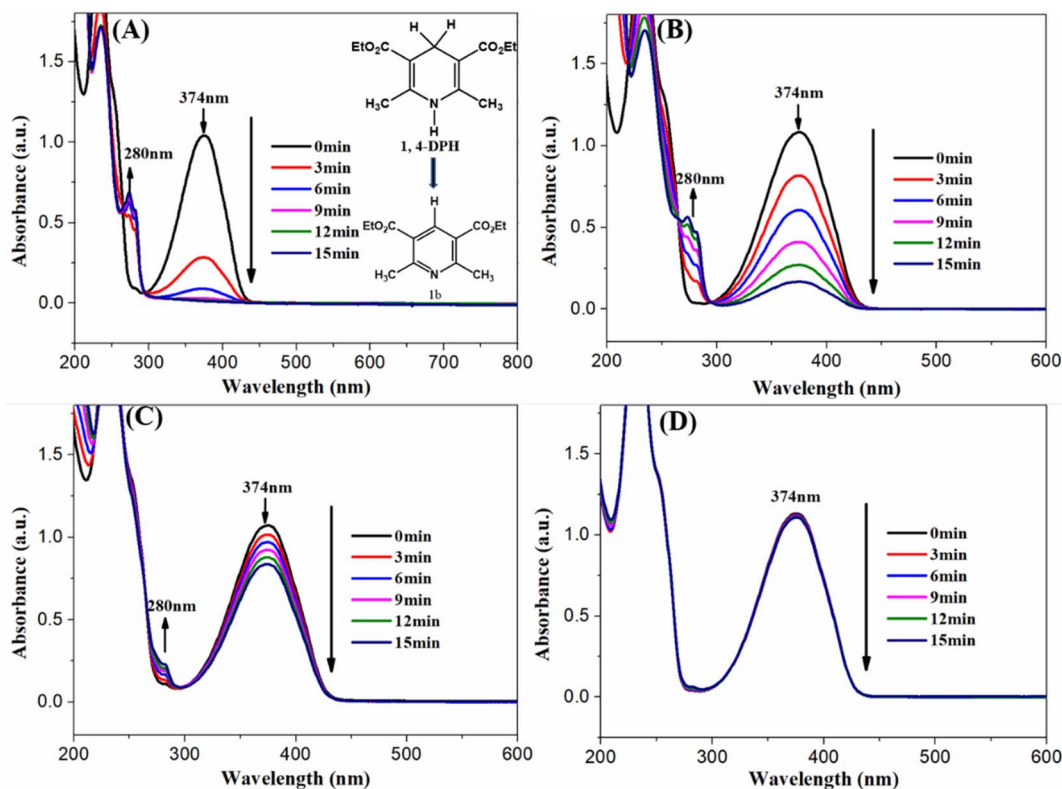 (A)
H H
EtO₂C CO₂Et
H₃C N CH₃
H
1, 4-DPH
H
EtO₂C CO₂Et
H₃C N CH₃
1b
374nm
280nm
0min
3min
6min
9min
12min
15min
Absorbance (a.u.)
1.5
1.0
0.5
0.0
200 300 400 500 600 700 800
Wavelength (nm)
(B)
374nm
280nm
0min
3min
6min
9min
12min
15min
Absorbance (a.u.)
1.5
1.0
0.5
0.0
200 300 400 500 600
Wavelength (nm)
(C)
374nm
280nm
0min
3min
6min
9min
12min
15min
Absorbance (a.u.)
1.5
1.0
0.5
0.0
200 300 400 500 600
Wavelength (nm)
(D)
374nm
0min
3min
6min
9min
12min
15min
Absorbance (a.u.)
1.5
1.0
0.5
0.0
200 300 400 500 600
Wavelength (nm)